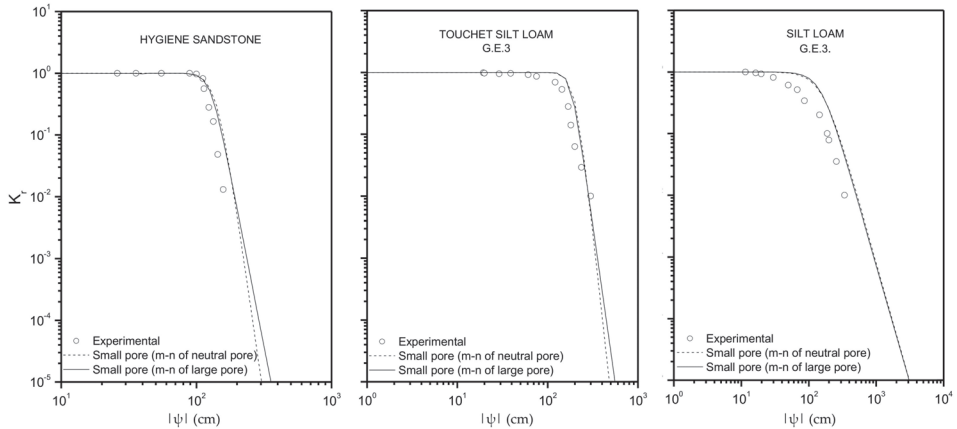 HYGIENE SANDSTONE
K_r
10^1
10^0
10^-1
10^-2
10^-3
10^-4
10^-5
Experimental
Small pore (m-n of neutral pore)
Small pore (m-n of large pore)
10^1 10^2 10^3
|ψ| (cm)
TOUCHET SILT LOAM
G.E.3
Experimental
Small pore (m-n of neutral pore)
Small pore (m-n of large pore)
10^0 10^1 10^2 10^3
|ψ| (cm)
SILT LOAM
G.E.3.
Experimental
Small pore (m-n of neutral pore)
Small pore (m-n of large pore)
10^0 10^1 10^2 10^3 10^4
|ψ| (cm)